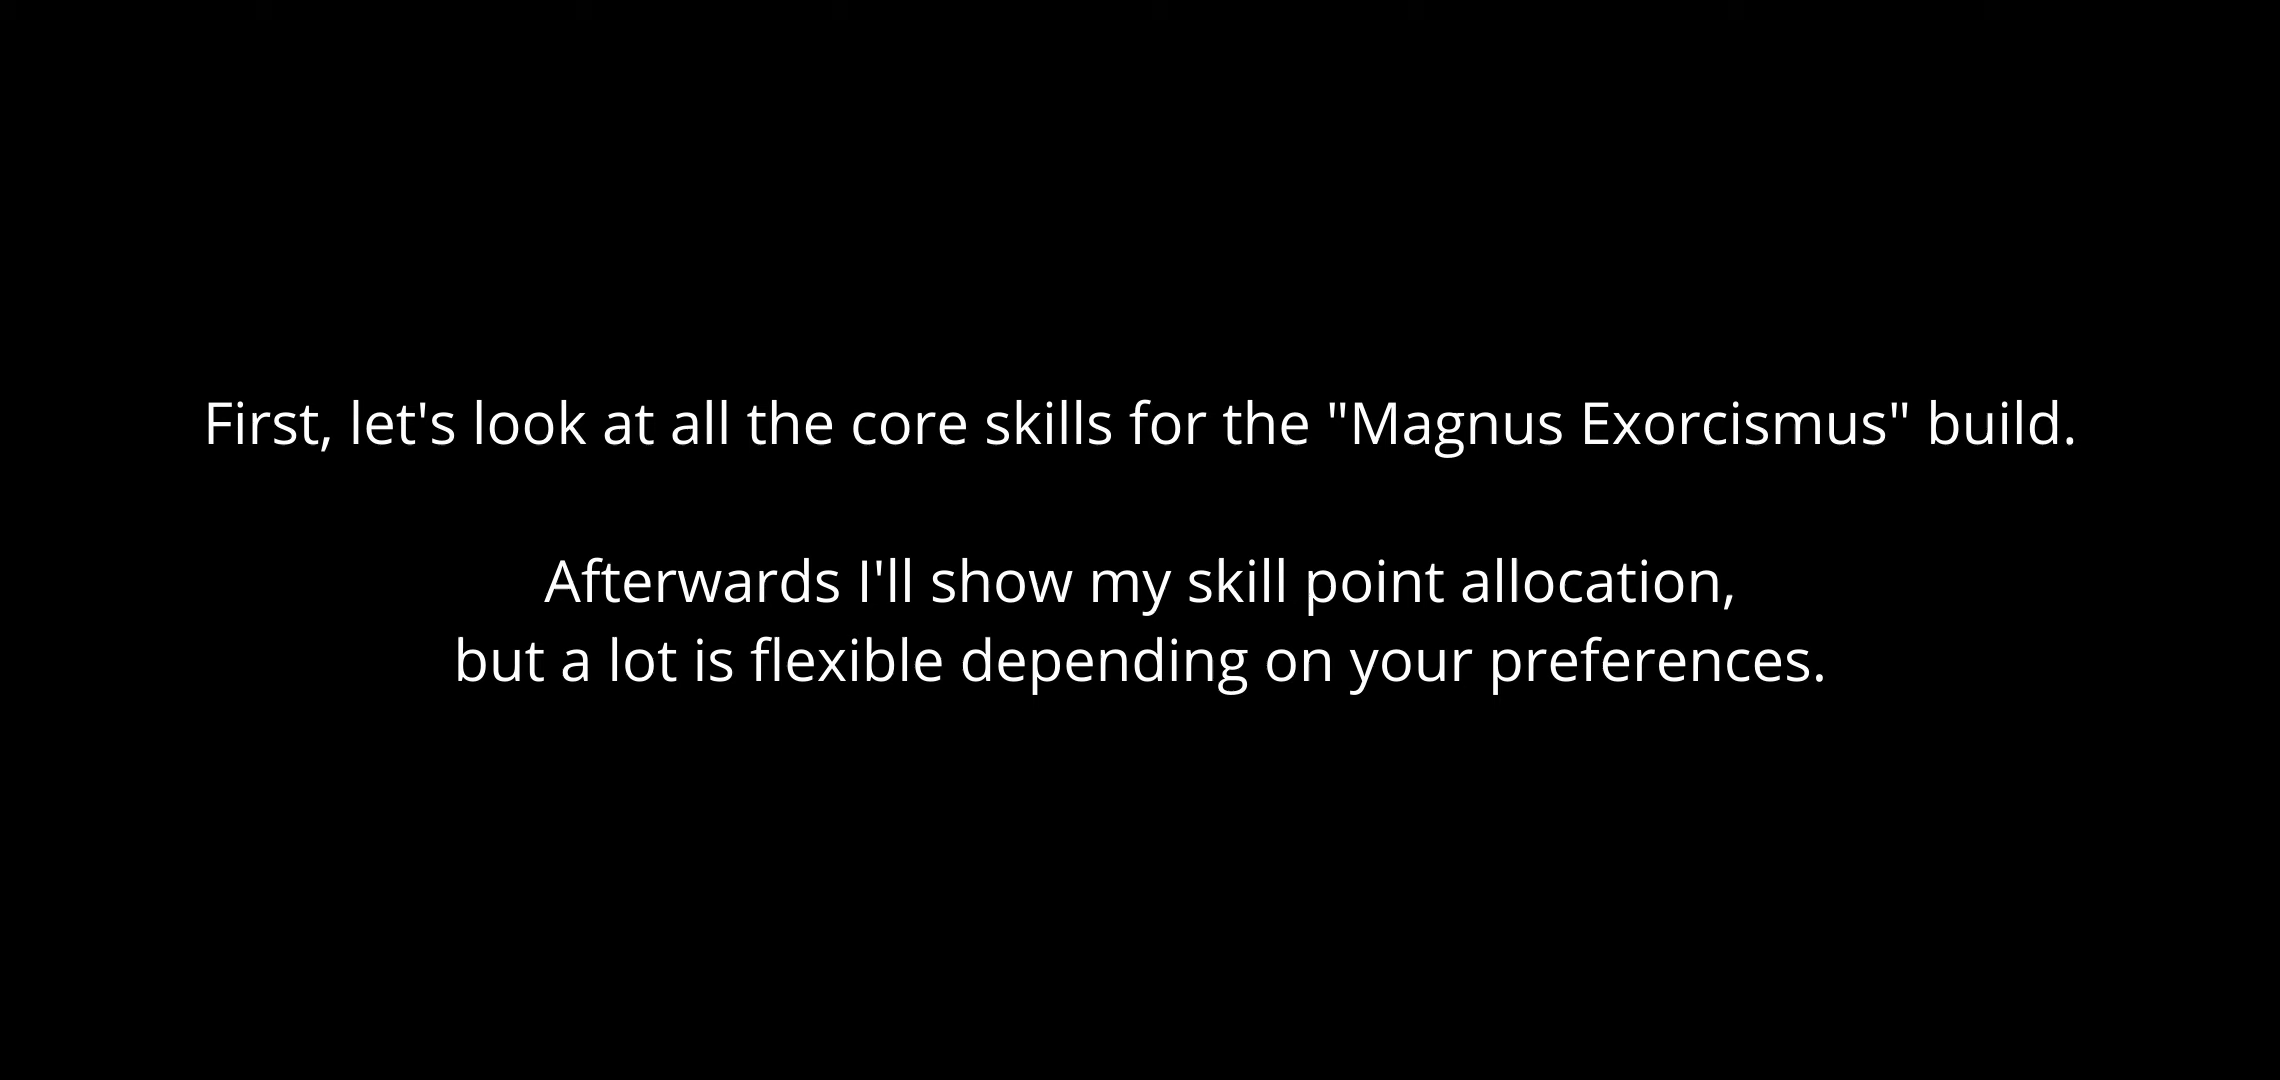 First, let's look at all the core skills for the "Magnus Exorcismus" build.
Afterwards I'll show my skill point allocation,
but a lot is flexible depending on your preferences.